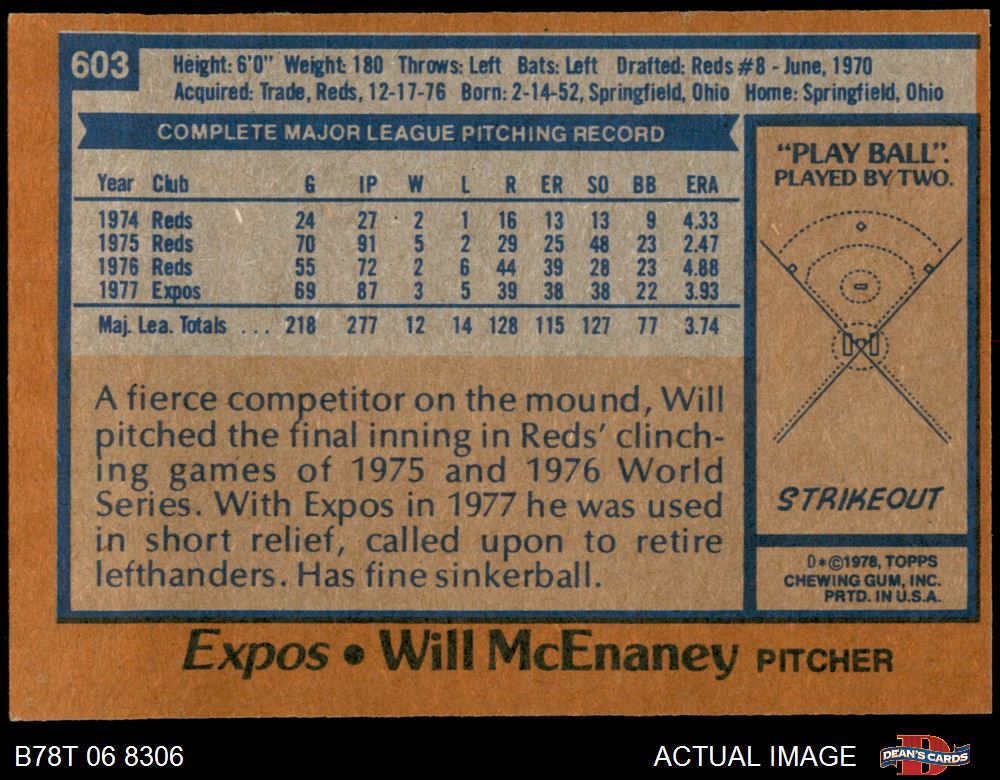 603
Height: 6'0" Weight: 180 Throws: Left Bats: Left Drafted: Reds #8 - June, 1970
Acquired: Trade, Reds, 12-17-76 Born: 2-14-52, Springfield, Ohio Home: Springfield, Ohio
COMPLETE MAJOR LEAGUE PITCHING RECORD
Year Club G IP W L R ER SO BB ERA
1974 Reds 24 27 2 1 16 13 13 9 4.33
1975 Reds 70 91 5 2 29 25 48 23 2.47
1976 Reds 55 72 2 6 44 39 28 23 4.88
1977 Expos 69 87 3 5 39 38 38 22 3.93
Maj. Lea. Totals ... 218 277 12 14 128 115 127 77 3.74
A fierce competitor on the mound, Will
pitched the final inning in Reds' clinch-
ing games of 1975 and 1976 World
Series. With Expos in 1977 he was used
in short relief, called upon to retire
lefthanders. Has fine sinkerball.
"PLAY BALL".
PLAYED BY TWO.
STRIKEOUT
D*©1978, TOPPS
CHEWING GUM, INC.
PRTD. IN U.S.A.
Expos • Will McEnaney PITCHER
B78T 06 8306
ACTUAL IMAGE
D
DEAN'S CARDS